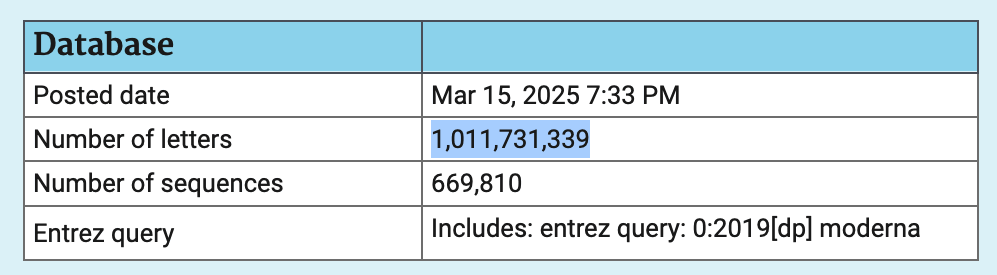 Database
Posted date Mar 15, 2025 7:33 PM
Number of letters 1,011,731,339
Number of sequences 669,810
Entrez query Includes: entrez query: 0:2019[dp] moderna